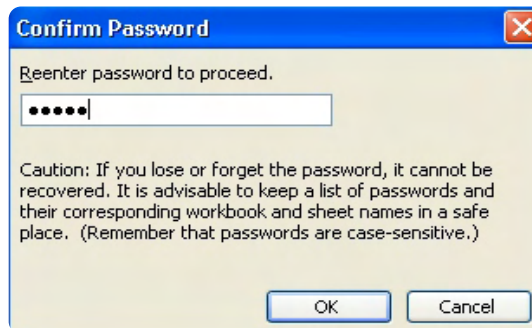 Confirm Password
Reenter password to proceed.
●●●●●
Caution: If you lose or forget the password, it cannot be
recovered. It is advisable to keep a list of passwords and
their corresponding workbook and sheet names in a safe
place. (Remember that passwords are case-sensitive.)
OK Cancel